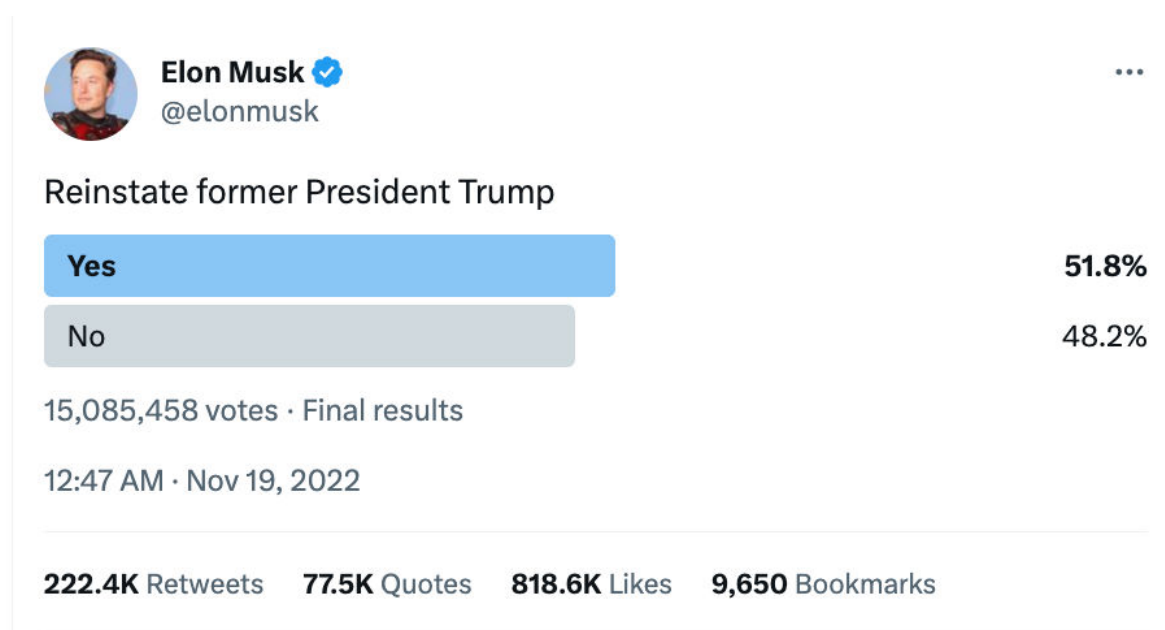 Elon Musk
@elonmusk
Reinstate former President Trump
Yes 51.8%
No 48.2%
15,085,458 votes · Final results
12:47 AM · Nov 19, 2022
222.4K Retweets 77.5K Quotes 818.6K Likes 9,650 Bookmarks